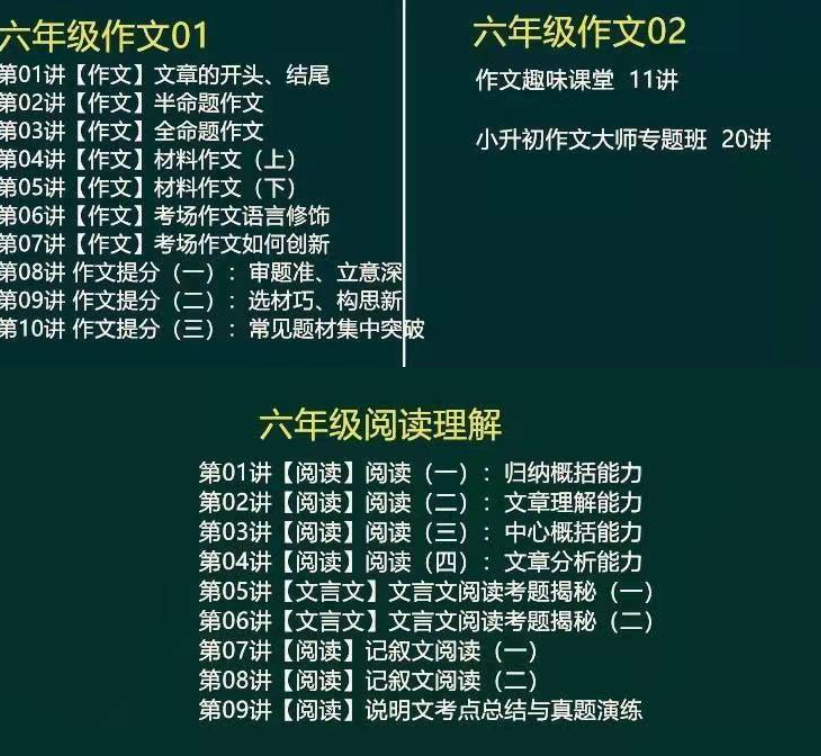 六年级作文01
第01讲【作文】文章的开头、结尾
第02讲【作文】半命题作文
第03讲【作文】全命题作文
第04讲【作文】材料作文（上）
第05讲【作文】材料作文（下）
第06讲【作文】考场作文语言修饰
第07讲【作文】考场作文如何创新
第08讲 作文提分（一）：审题准、立意深
第09讲 作文提分（二）：选材巧、构思新
第10讲 作文提分（三）：常见题材集中突破
六年级作文02
作文趣味课堂 11讲
小升初作文大师专题班 20讲
六年级阅读理解
第01讲【阅读】阅读（一）：归纳概括能力
第02讲【阅读】阅读（二）：文章理解能力
第03讲【阅读】阅读（三）：中心概括能力
第04讲【阅读】阅读（四）：文章分析能力
第05讲【文言文】文言文阅读考题揭秘（一）
第06讲【文言文】文言文阅读考题揭秘（二）
第07讲【阅读】记叙文阅读（一）
第08讲【阅读】记叙文阅读（二）
第09讲【阅读】说明文考点总结与真题演练